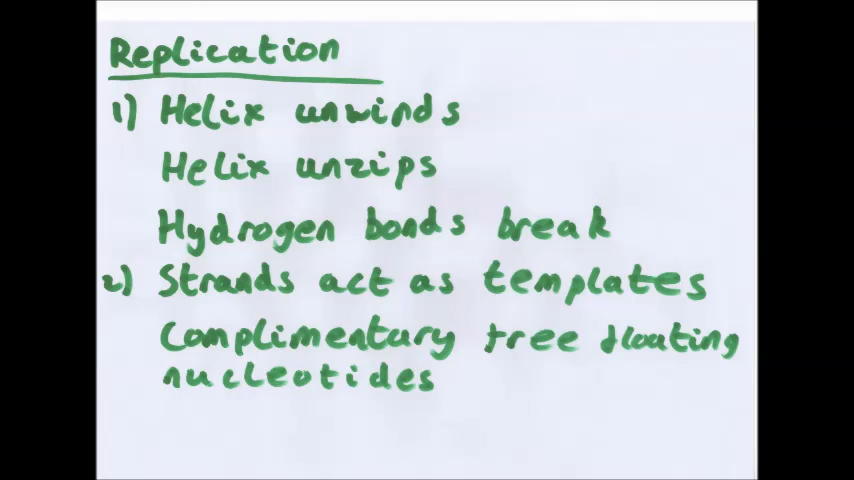 Replication
1) Helix unwinds
Helix unzips
Hydrogen bonds break
2) Strands act as templates
Complimentary free floating
nucleotides